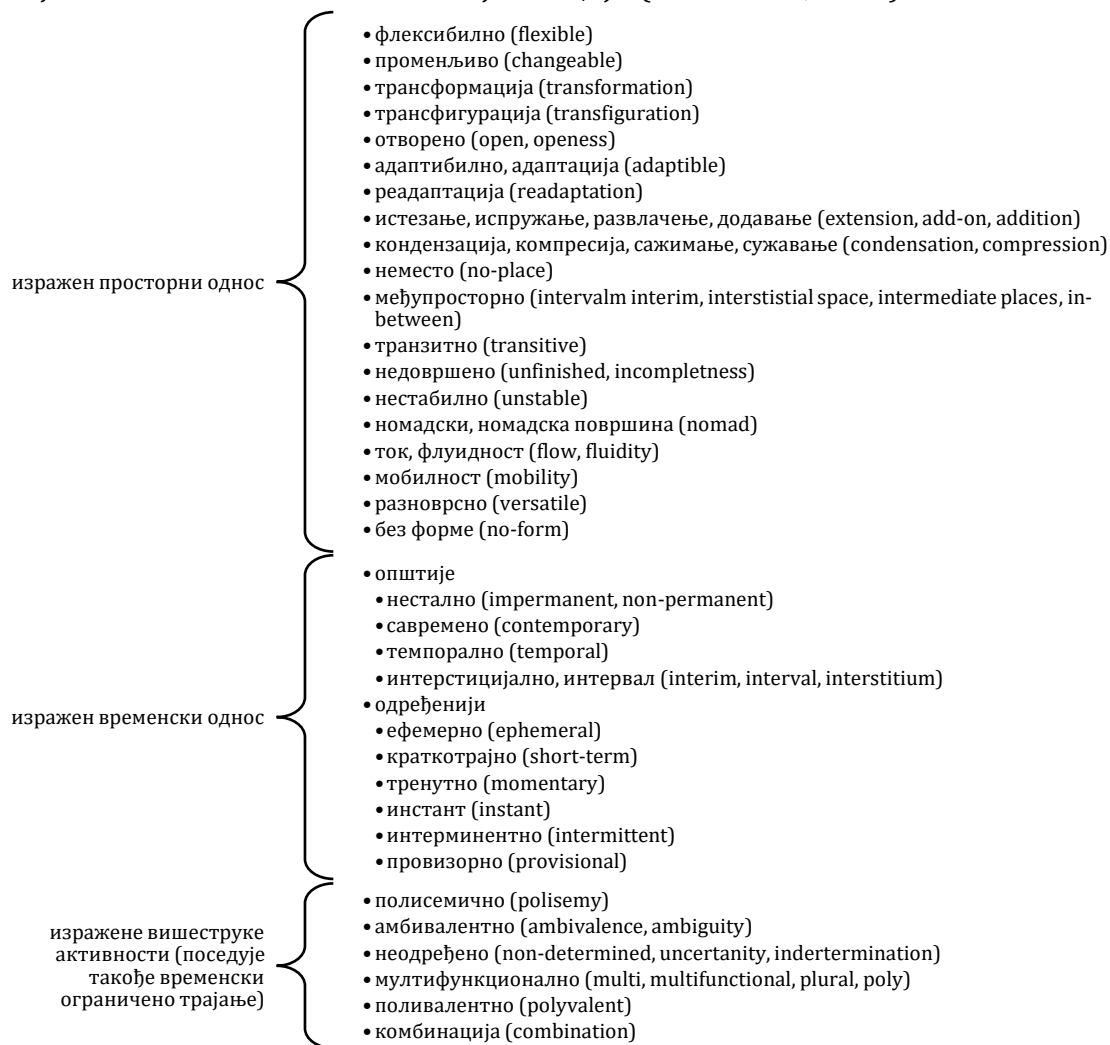 • флексибилно (flexible)
• променљиво (changeable)
• трансформација (transformation)
• трансфигурација (transfiguration)
• отворено (open, openess)
• адаптибилно, адаптација (adaptible)
• реадаптација (readaptation)
• истезање, испружање, развлачење, додавање (extension, add-on, addition)
• кондензација, компресија, сажимање, сужавање (condensation, compression)
изражен просторни однос
• неместо (no-place)
• међупросторно (intervalm interim, interstistial space, intermediate places, in-
between)
• транзитно (transitive)
• недовршено (unfinished, incompletness)
• нестабилно (unstable)
• номадски, номадска површина (nomad)
• ток, флуидност (flow, fluidity)
• мобилност (mobility)
• разноврсно (versatile)
• без форме (no-form)
• општије
• нестално (impermanent, non-permanent)
• савремено (contemporary)
• темпорално (temporal)
• интерстицијално, интервал (interim, interval, interstitium)
изражен временски однос
• одређенији
• ефемерно (ephemeral)
• краткотрајно (short-term)
• тренутно (momentary)
• инстант (instant)
• интерминентно (intermittent)
• провизорно (provisional)
изражене вишеструке
активности (поседује
такође временски
ограничено трајање)
• полисемично (polisemy)
• амбивалентно (ambivalence, ambiguity)
• неодређено (non-determined, uncertanity, indertermination)
• мултифункционално (multi, multifunctional, plural, poly)
• поливалентно (polyvalent)
• комбинација (combination)